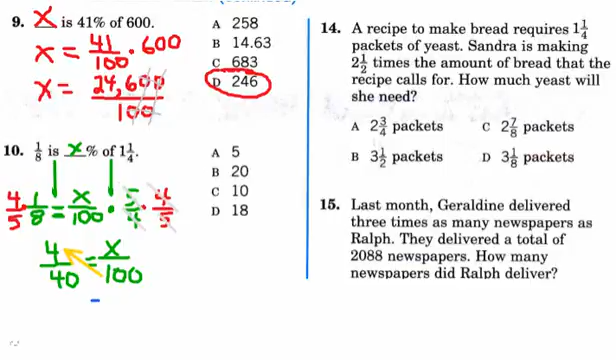 9. X is 41% of 600.
A 258
B 14.63
C 683
D 246
x = 41/100 · 600
x = 24,600/100
10. 1/8 is x % of 1 1/4.
A 5
B 20
C 10
D 18
4/5 · 1/8 = x/100 · 5/4 · 4/5
4/40 = x/100
14. A recipe to make bread requires 1 1/4
packets of yeast. Sandra is making
2 1/2 times the amount of bread that the
recipe calls for. How much yeast will
she need?
A 2 3/4 packets C 2 7/8 packets
B 3 1/2 packets D 3 1/8 packets
15. Last month, Geraldine delivered
three times as many newspapers as
Ralph. They delivered a total of
2088 newspapers. How many
newspapers did Ralph deliver?